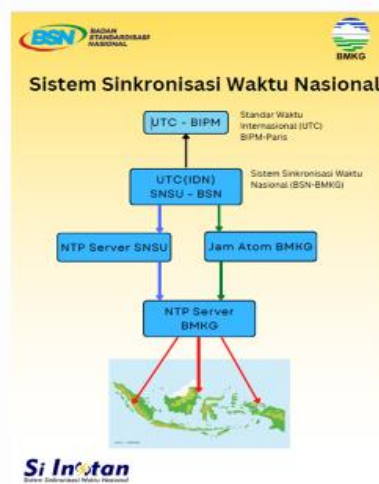 BSN BADAN
STANDARDISASI
NASIONAL
BMKG
Sistem Sinkronisasi Waktu Nasional
UTC - BIPM
Standar Waktu
Internasional (UTC)
BIPM-Paris
UTC(IDN)
SNSU - BSN
Sistem Sinkronisasi Waktu
Nasional (BSN-BMKG)
NTP Server SNSU
Jam Atom BMKG
NTP Server
BMKG
Sistem Sinkronisasi Waktu Nasional